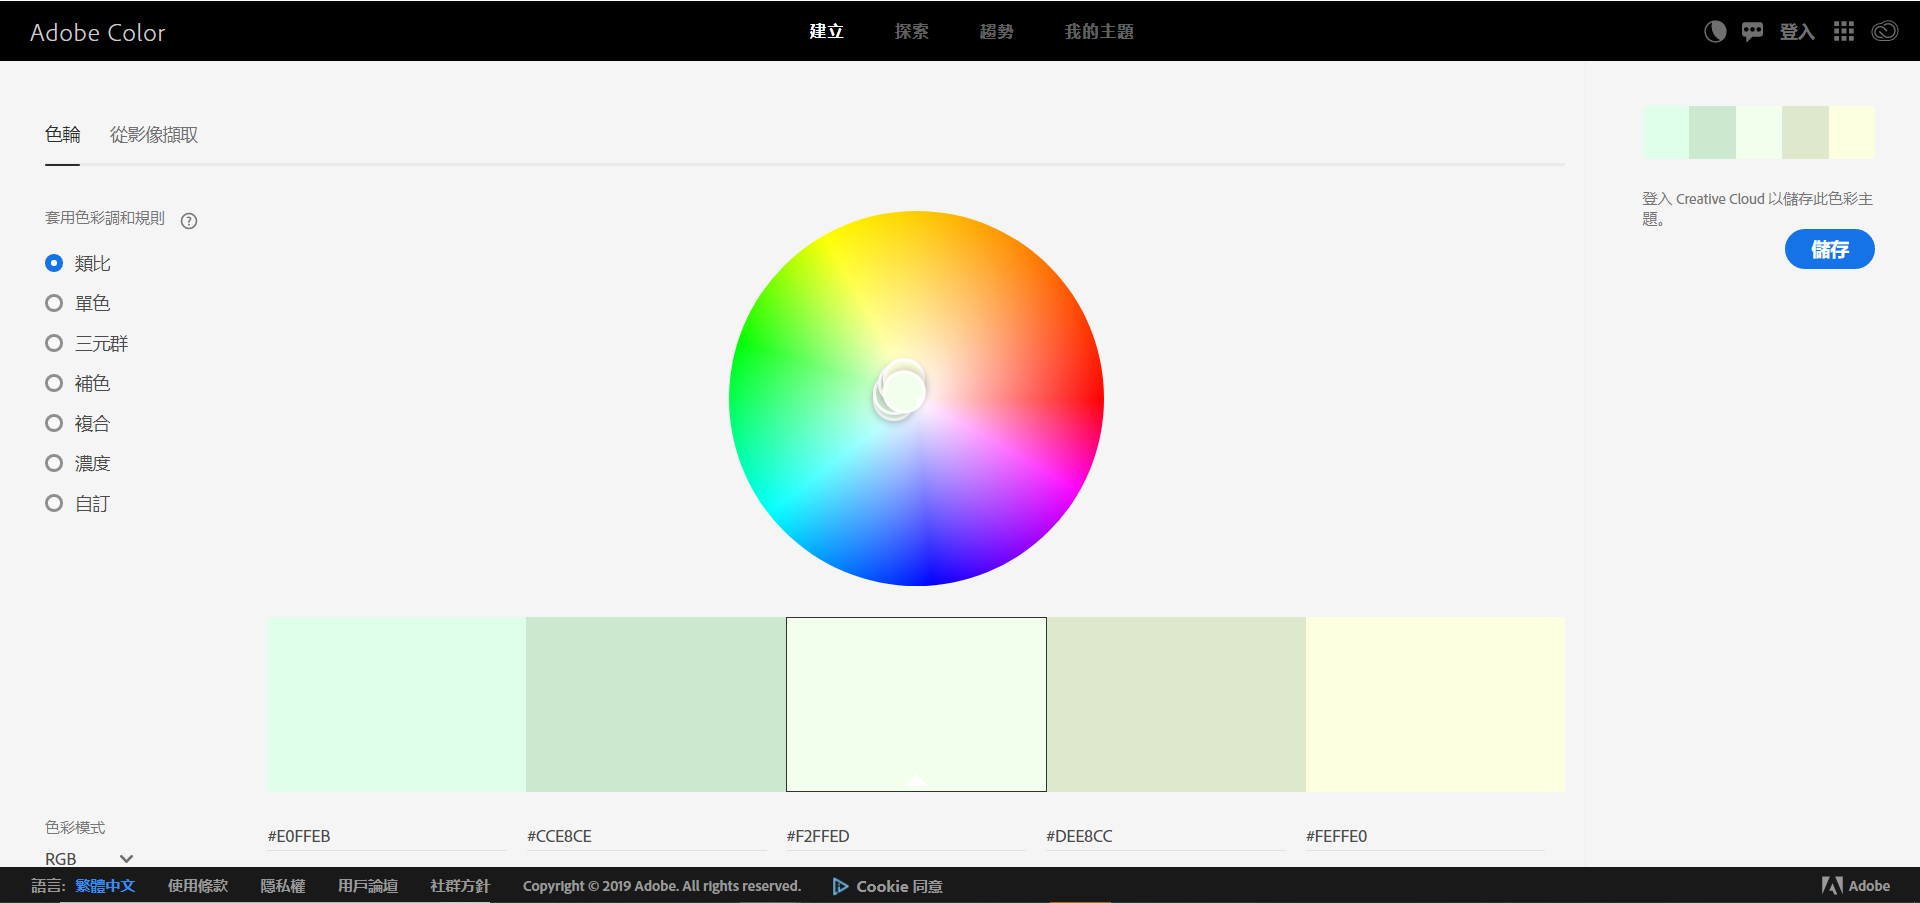 Adobe Color
建立 探索 趨勢 我的主題
登入
色輪 從影像擷取
套用色彩調和規則 ?
類比
單色
三元群
補色
複合
濃度
自訂
登入 Creative Cloud 以儲存此色彩主
題。
儲存
色彩模式
RGB
#E0FFEB #CCE8CE #F2FFED #DEE8CC #FEFFE0
語言: 繁體中文 使用條款 隱私權 用戶論壇 社群方針 Copyright © 2019 Adobe. All rights reserved. Cookie 同意 Adobe